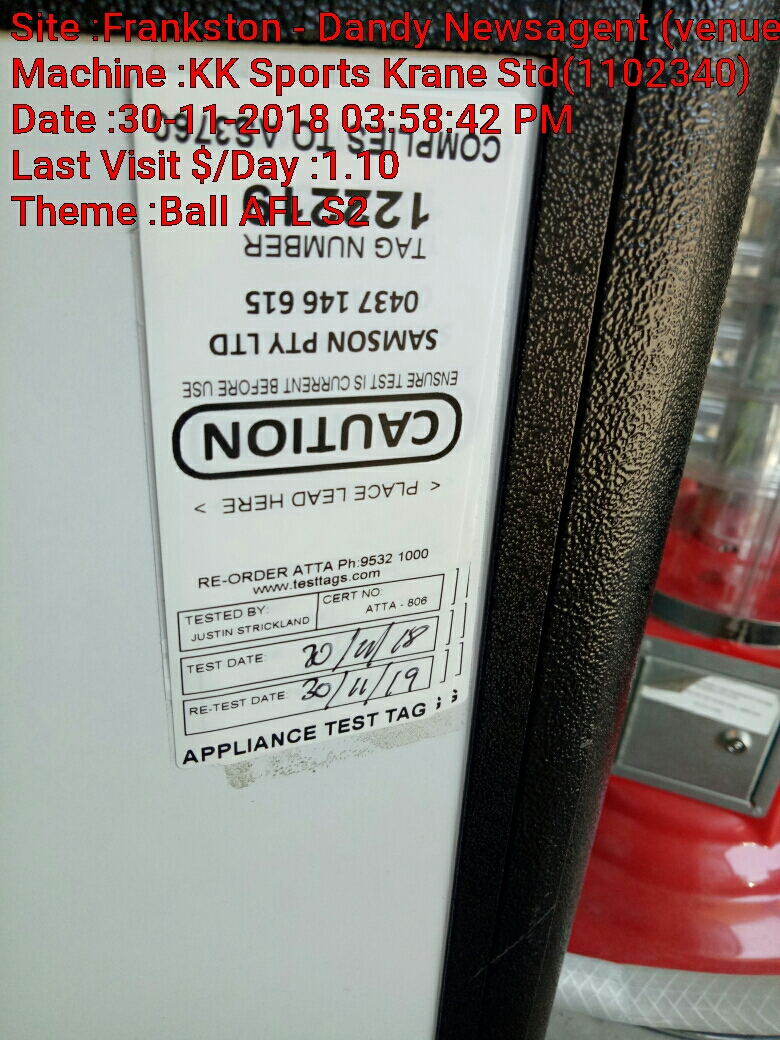 Site :Frankston - Dandy Newsagent (venue
Machine :KK Sports Krane Std(1102340)
Date :30-11-2018 03:58:42 PM
Last Visit $/Day :1.10
Theme :Ball AFL S2
< PLACE LEAD HERE >
CAUTION
ENSURE TEST IS CURRENT BEFORE USE
SAMSON PTY LTD
0437 146 615
TAG NUMBER
COMPLIES TO AS3760
RE-ORDER ATTA Ph:9532 1000
www.testtags.com
TESTED BY: CERT NO:
JUSTIN STRICKLAND ATTA - 806
TEST DATE: 30/11/18
RE-TEST DATE: 30/11/19
APPLIANCE TEST TAG